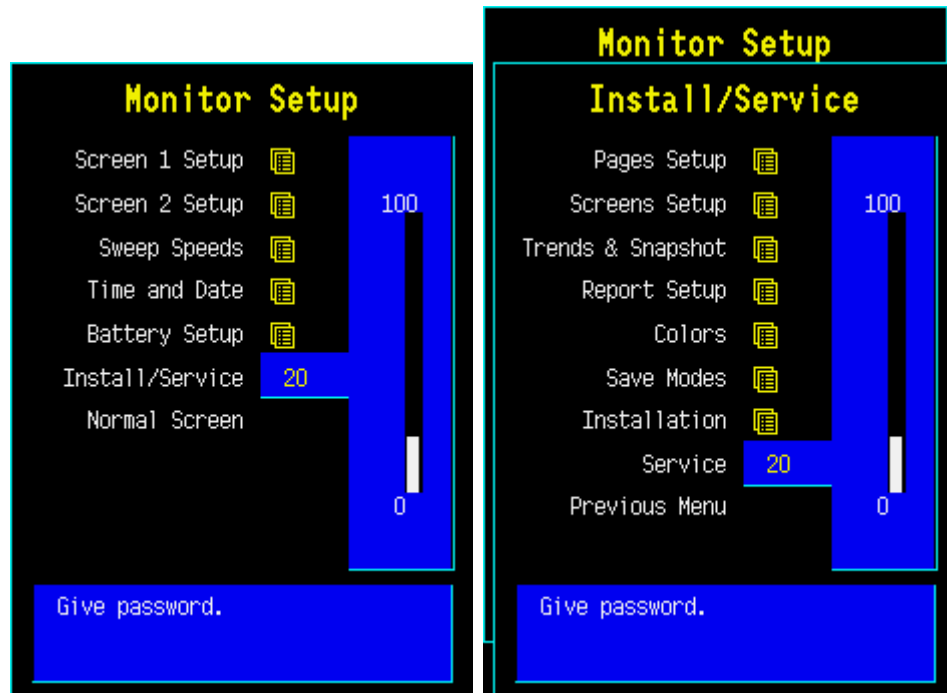 Monitor Setup
Screen 1 Setup
Screen 2 Setup
100
Sweep Speeds
Time and Date
Battery Setup
Install/Service 20
Normal Screen
0
Give password.
Monitor Setup
Install/Service
Pages Setup
Screens Setup
100
Trends & Snapshot
Report Setup
Colors
Save Modes
Installation
Service 20
Previous Menu
0
Give password.